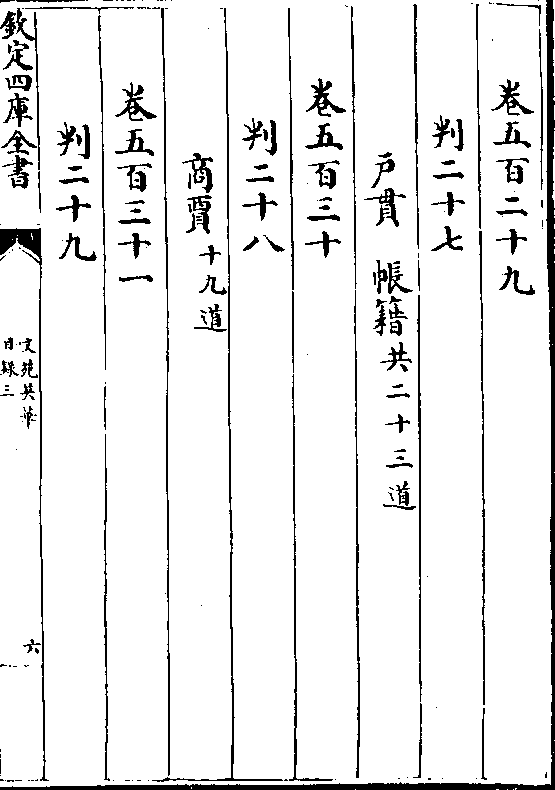 卷五百二十九
判二十七
戸貫 帳籍共二十三道
卷五百三十
判二十八
商賈十九道
卷五百三十一
判二十九
欽定四庫全書
文苑英華
目録三
六